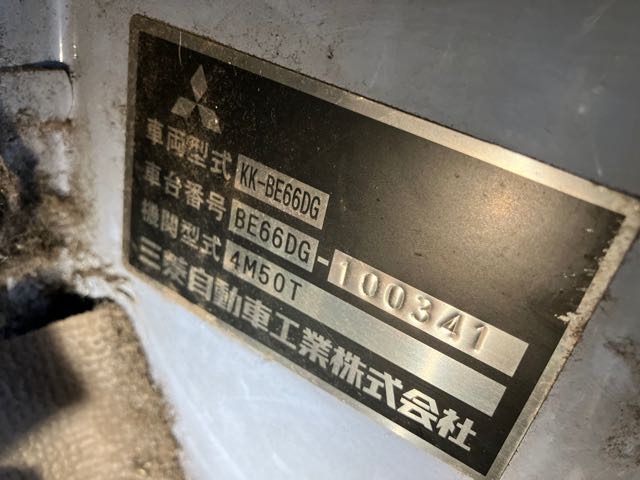 車両型式 KK-BE66DG
車台番号 BE66DG-100341
機関型式 4M50T
三菱自動車工業株式会社